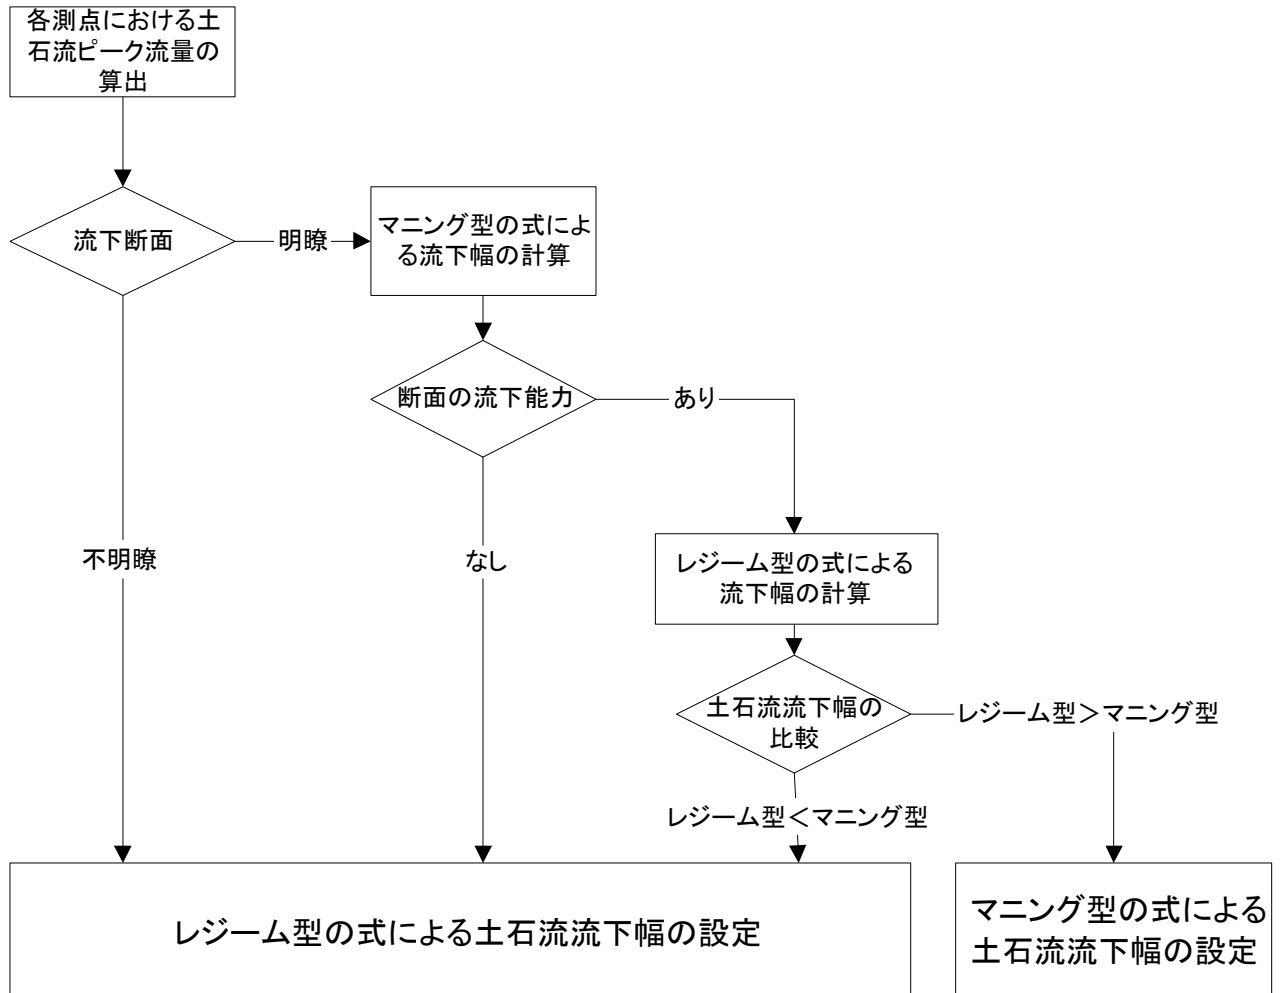 各測点における土
石流ピーク流量の
算出
流下断面
明瞭
マニング型の式によ
る流下幅の計算
断面の流下能力
あり
不明瞭
なし
レジーム型の式による
流下幅の計算
土石流流下幅の
比較
レジーム型＞マニング型
レジーム型＜マニング型
レジーム型の式による土石流流下幅の設定
マニング型の式による
土石流流下幅の設定